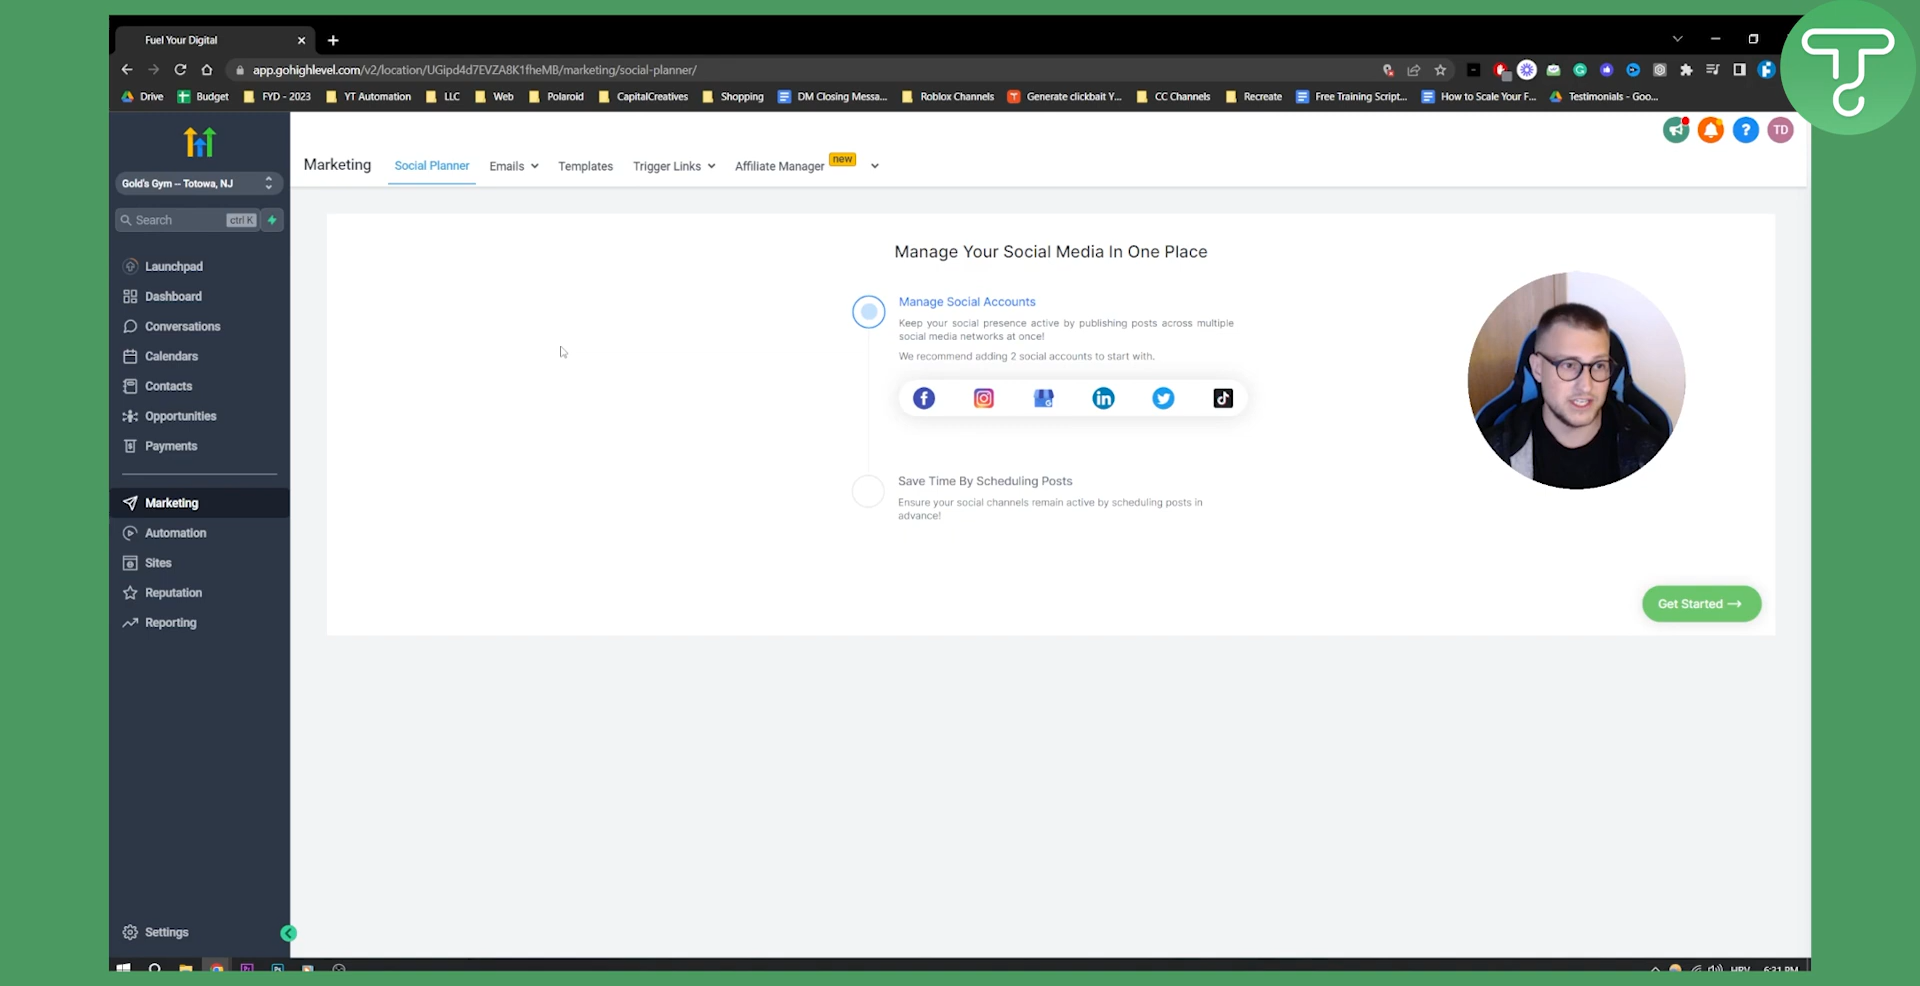 Fuel Your Digital
app.gohighlevel.com/v2/location/UGipd4d7EVZA8K1fheMB/marketing/social-planner/
Drive Budget FYD - 2023 YT Automation LLC Web Polaroid CapitalCreatives Shopping DM Closing Messa... Roblox Channels Generate clickbait Y... CC Channels Recreate Free Training Script... How to Scale Your F... Testimonials - Goo...
TD
Marketing Social Planner Emails Templates Trigger Links Affiliate Manager new
Gold's Gym – Totowa, NJ
Search ctrl K
Launchpad
Dashboard
Conversations
Calendars
Contacts
Opportunities
Payments
Marketing
Automation
Sites
Reputation
Reporting
Settings
Manage Your Social Media In One Place
Manage Social Accounts
Keep your social presence active by publishing posts across multiple
social media networks at once!
We recommend adding 2 social accounts to start with.
Save Time By Scheduling Posts
Ensure your social channels remain active by scheduling posts in
advance!
Get Started
HRV 6:31 PM